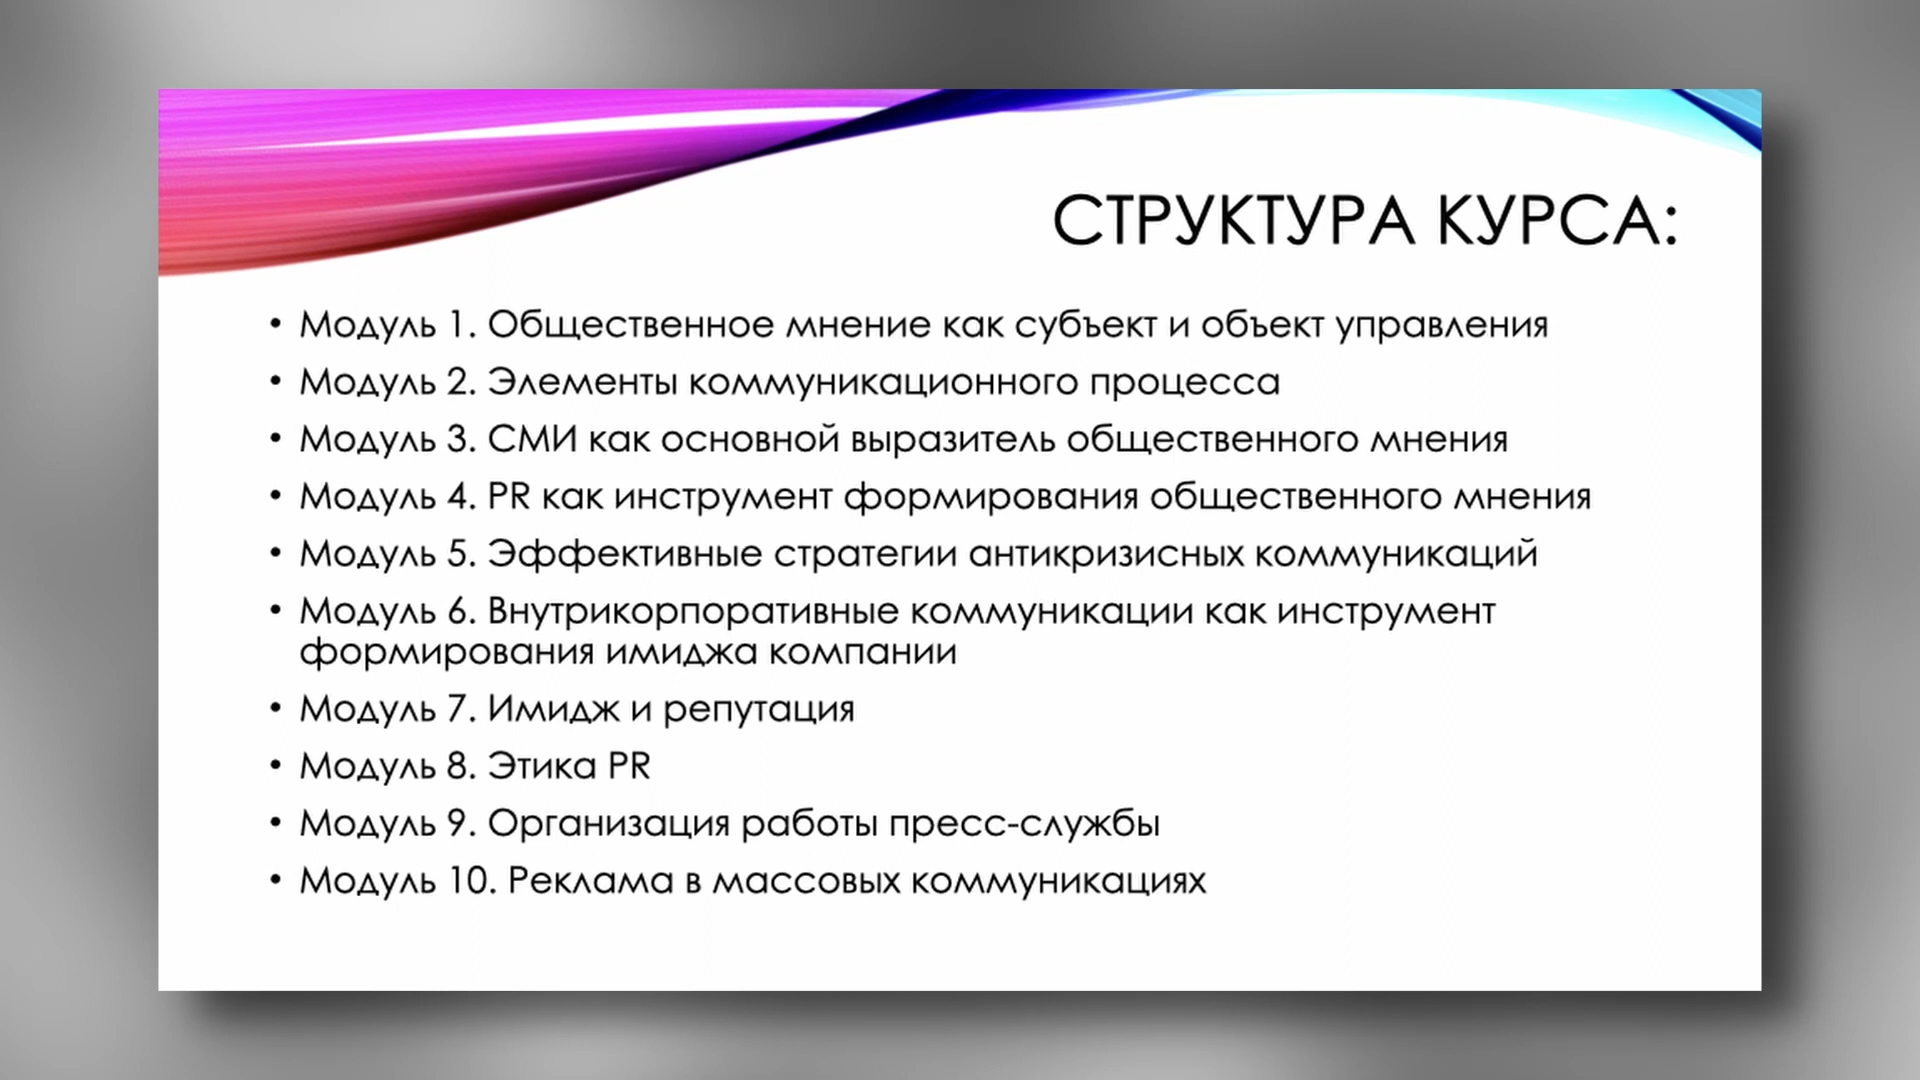 СТРУКТУРА КУРСА:
• Модуль 1. Общественное мнение как субъект и объект управления
• Модуль 2. Элементы коммуникационного процесса
• Модуль 3. СМИ как основной выразитель общественного мнения
• Модуль 4. PR как инструмент формирования общественного мнения
• Модуль 5. Эффективные стратегии антикризисных коммуникаций
• Модуль 6. Внутрикорпоративные коммуникации как инструмент
формирования имиджа компании
• Модуль 7. Имидж и репутация
• Модуль 8. Этика PR
• Модуль 9. Организация работы пресс-службы
• Модуль 10. Реклама в массовых коммуникациях